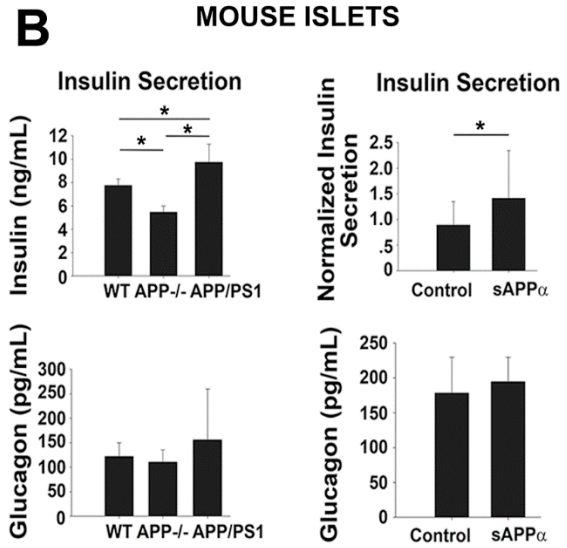 B
MOUSE ISLETS
Insulin Secretion
Insulin (ng/mL)
12
10
8
6
4
2
0
*
*
*
WT APP-/- APP/PS1
Insulin Secretion
Normalized Insulin
Secretion
2.5
2.0
1.5
1.0
.5
0
*
Control sAPPα
Glucagon (pg/mL)
300
250
200
150
100
50
0
WT APP-/- APP/PS1
Glucagon (pg/mL)
250
200
150
100
50
0
Control sAPPα